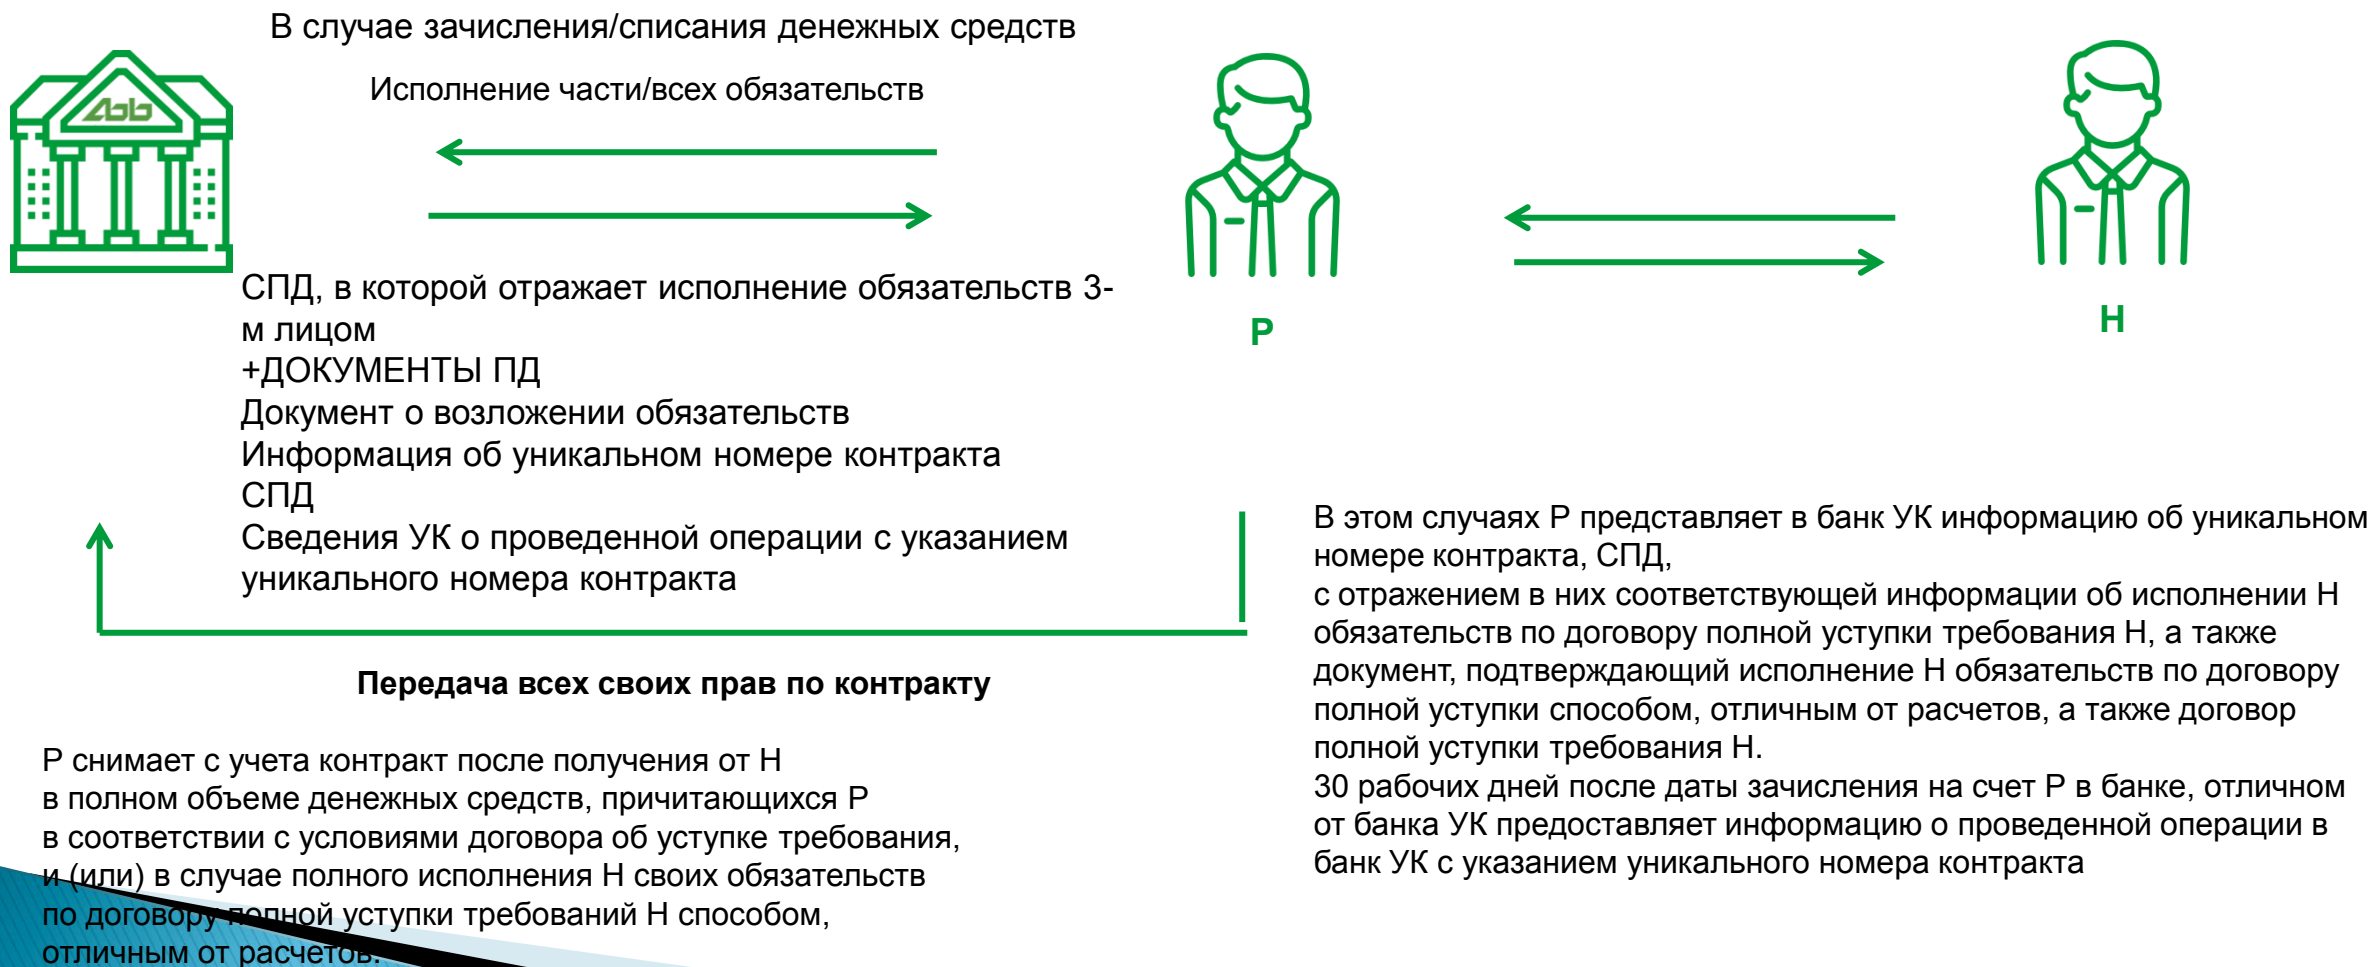 В случае зачисления/списания денежных средств
Исполнение части/всех обязательств
Abb
СПД, в которой отражает исполнение обязательств 3-
м лицом
+ДОКУМЕНТЫ ПД
Документ о возложении обязательств
Информация об уникальном номере контракта
СПД
Сведения УК о проведенной операции с указанием
уникального номера контракта
Р
Н
Передача всех своих прав по контракту
Р снимает с учета контракт после получения от Н
в полном объеме денежных средств, причитающихся Р
в соответствии с условиями договора об уступке требования,
и (или) в случае полного исполнения Н своих обязательств
по договору полной уступки требований Н способом,
отличным от расчетов.
В этом случаях Р представляет в банк УК информацию об уникальном
номере контракта, СПД,
с отражением в них соответствующей информации об исполнении Н
обязательств по договору полной уступки требования Н, а также
документ, подтверждающий исполнение Н обязательств по договору
полной уступки способом, отличным от расчетов, а также договор
полной уступки требования Н.
30 рабочих дней после даты зачисления на счет Р в банке, отличном
от банка УК предоставляет информацию о проведенной операции в
банк УК с указанием уникального номера контракта